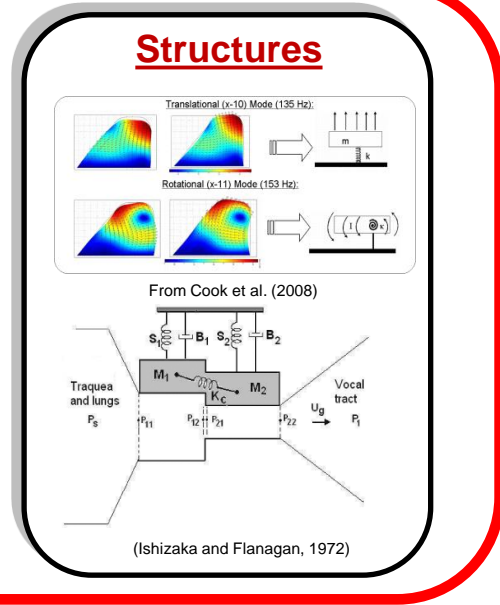 Structures
Translational (x-10) Mode (135 Hz):
m
k
Rotational (x-11) Mode (153 Hz):
I
κ
From Cook et al. (2008)
S1 B1 S2 B2
M1 M2
Kc
Traquea
and lungs
Ps
P11 P12 P21 P22
Ug
Vocal
tract
P1
(Ishizaka and Flanagan, 1972)